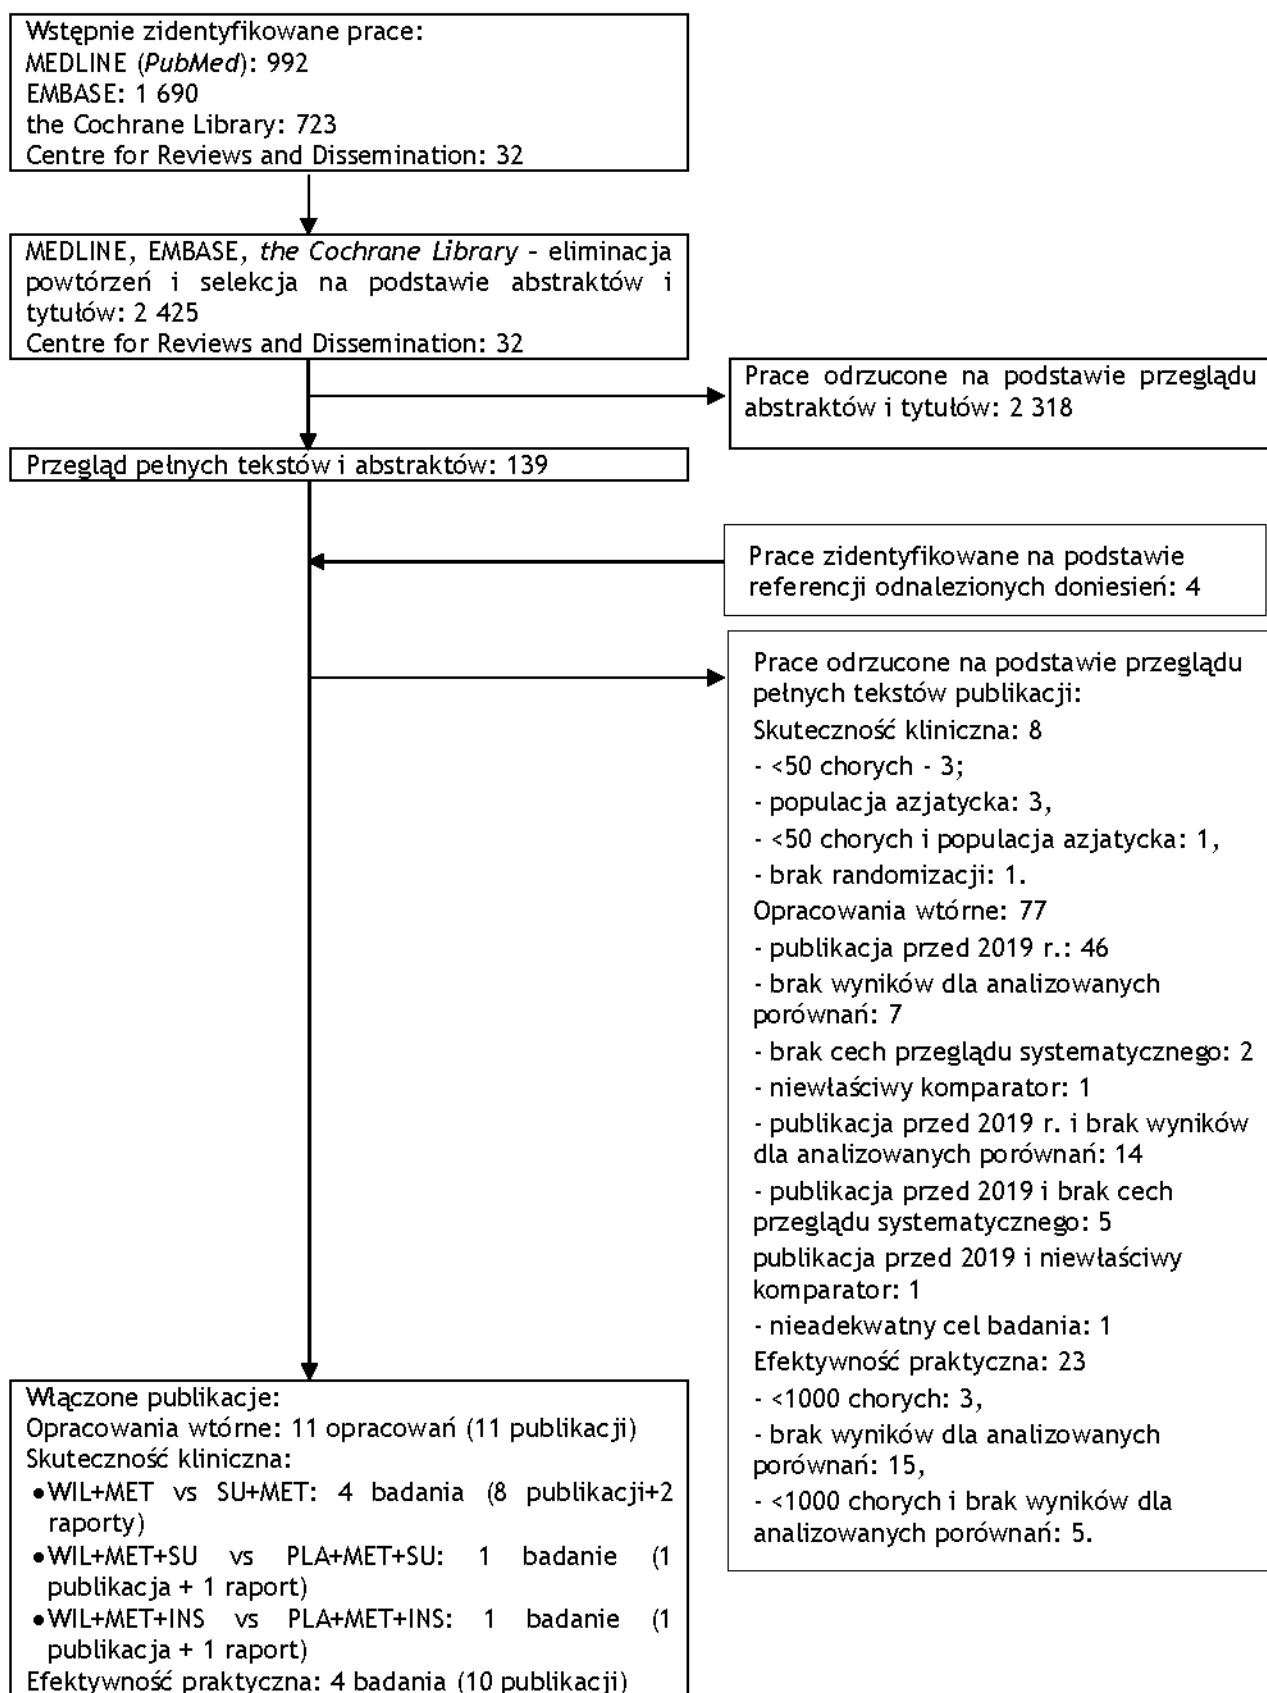 Wstępnie zidentyfikowane prace:
MEDLINE (PubMed): 992
EMBASE: 1 690
the Cochrane Library: 723
Centre for Reviews and Dissemination: 32
MEDLINE, EMBASE, the Cochrane Library - eliminacja
powtórzeń i selekcja na podstawie abstraktów i
tytułów: 2 425
Centre for Reviews and Dissemination: 32
Prace odrzucone na podstawie przeglądu
abstraktów i tytułów: 2 318
Przegląd pełnych tekstów i abstraktów: 139
Prace zidentyfikowane na podstawie
referencji odnalezionych doniesień: 4
Prace odrzucone na podstawie przeglądu
pełnych tekstów publikacji:
Skuteczność kliniczna: 8
- <50 chorych - 3;
- populacja azjatycka: 3,
- <50 chorych i populacja azjatycka: 1,
- brak randomizacji: 1.
Opracowania wtórne: 77
- publikacja przed 2019 r.: 46
- brak wyników dla analizowanych
porównań: 7
- brak cech przeglądu systematycznego: 2
- niewłaściwy komparator: 1
- publikacja przed 2019 r. i brak wyników
dla analizowanych porównań: 14
- publikacja przed 2019 i brak cech
przeglądu systematycznego: 5
publikacja przed 2019 i niewłaściwy
komparator: 1
- nieadekwatny cel badania: 1
Efektywność praktyczna: 23
- <1000 chorych: 3,
- brak wyników dla analizowanych
porównań: 15,
- <1000 chorych i brak wyników dla
analizowanych porównań: 5.
Włączone publikacje:
Opracowania wtórne: 11 opracowań (11 publikacji)
Skuteczność kliniczna:
●WIL+MET vs SU+MET: 4 badania (8 publikacji+2
raporty)
●WIL+MET+SU vs PLA+MET+SU: 1 badanie (1
publikacja + 1 raport)
●WIL+MET+INS vs PLA+MET+INS: 1 badanie (1
publikacja + 1 raport)
Efektywność praktyczna: 4 badania (10 publikacji)